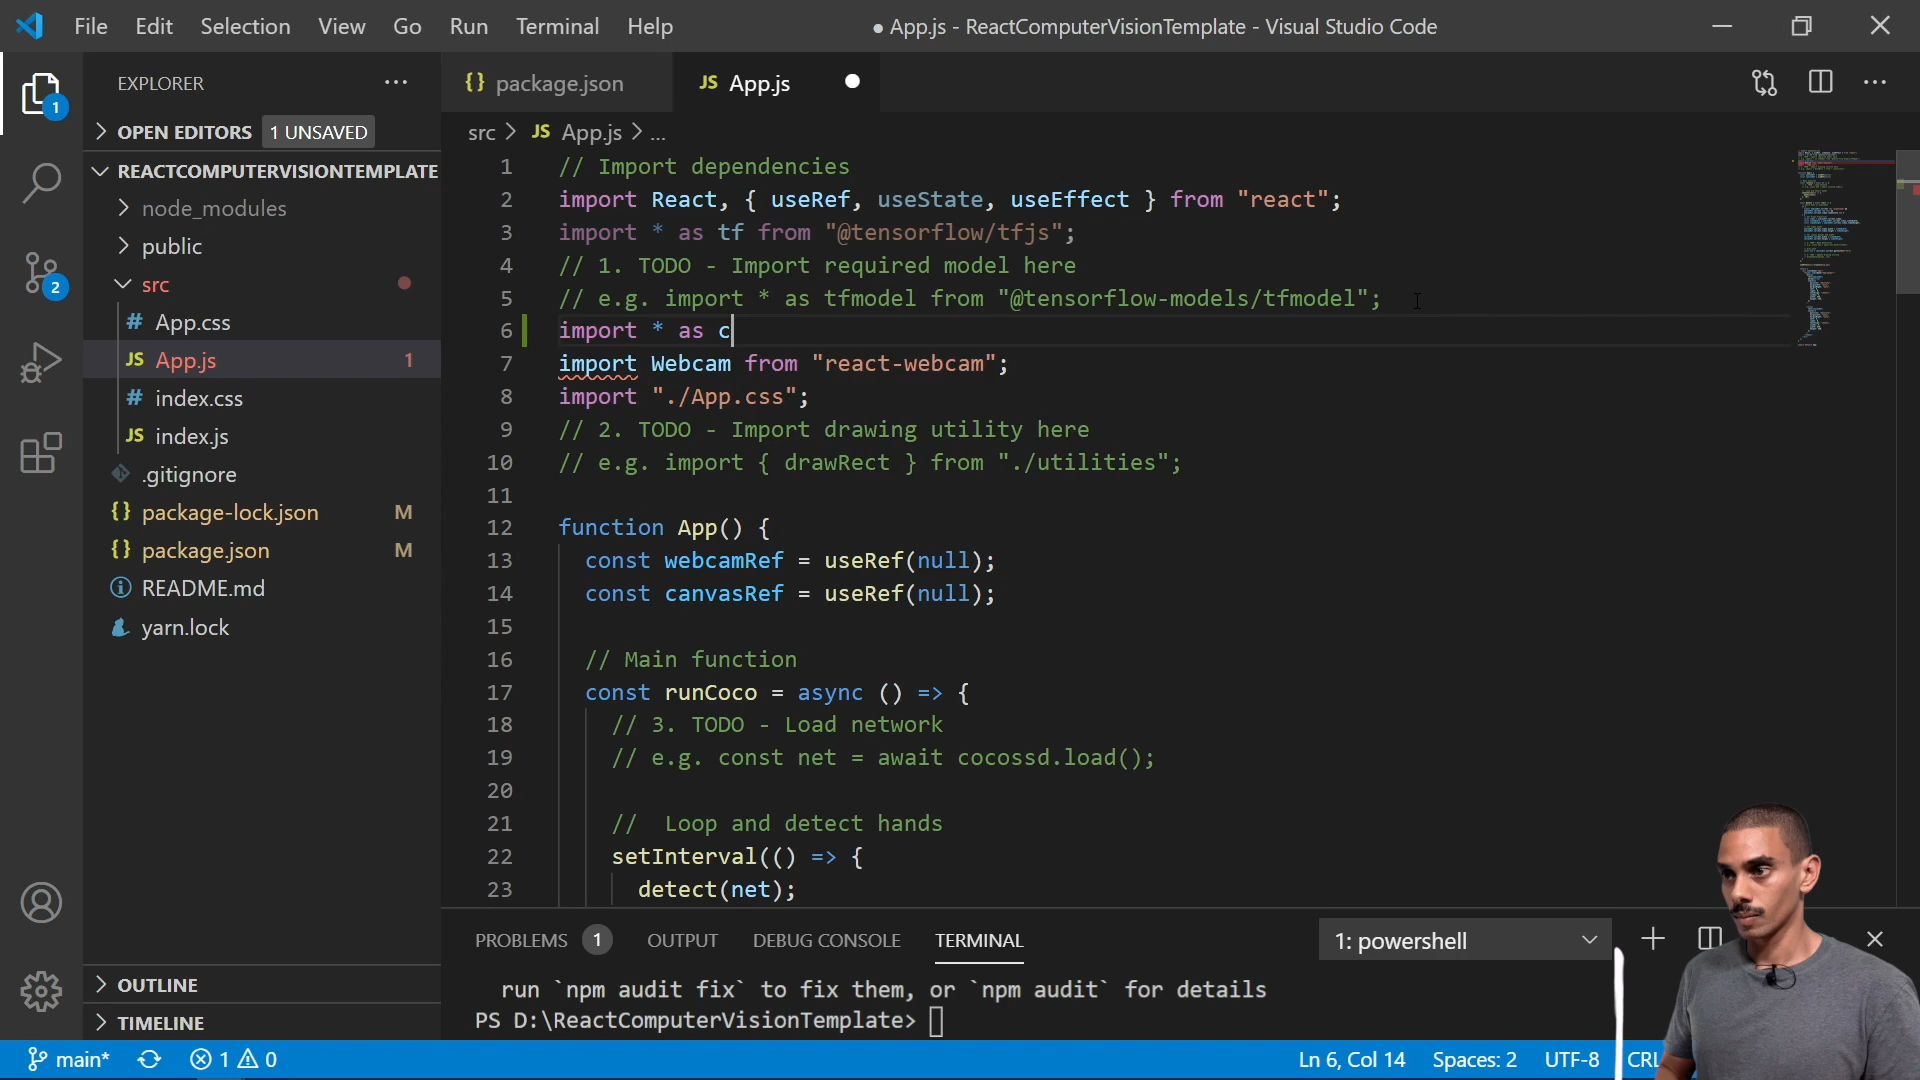 File Edit Selection View Go Run Terminal Help
● App.js - ReactComputerVisionTemplate - Visual Studio Code
EXPLORER
OPEN EDITORS 1 UNSAVED
REACTCOMPUTERVISIONTEMPLATE
node_modules
public
src
# App.css
JS App.js 1
# index.css
JS index.js
.gitignore
{} package-lock.json M
{} package.json M
README.md
yarn.lock
OUTLINE
TIMELINE
1
2
{} package.json
JS App.js
src > JS App.js > ...
1 // Import dependencies
2 import React, { useRef, useState, useEffect } from "react";
3 import * as tf from "@tensorflow/tfjs";
4 // 1. TODO - Import required model here
5 // e.g. import * as tfmodel from "@tensorflow-models/tfmodel";
6 import * as c
7 import Webcam from "react-webcam";
8 import "./App.css";
9 // 2. TODO - Import drawing utility here
10 // e.g. import { drawRect } from "./utilities";
11
12 function App() {
13 const webcamRef = useRef(null);
14 const canvasRef = useRef(null);
15
16 // Main function
17 const runCoco = async () => {
18 // 3. TODO - Load network
19 // e.g. const net = await cocossd.load();
20
21 //  Loop and detect hands
22 setInterval(() => {
23 detect(net);
PROBLEMS 1 OUTPUT DEBUG CONSOLE TERMINAL 1: powershell
run `npm audit fix` to fix them, or `npm audit` for details
PS D:\ReactComputerVisionTemplate>
main* 1 0 Ln 6, Col 14 Spaces: 2 UTF-8